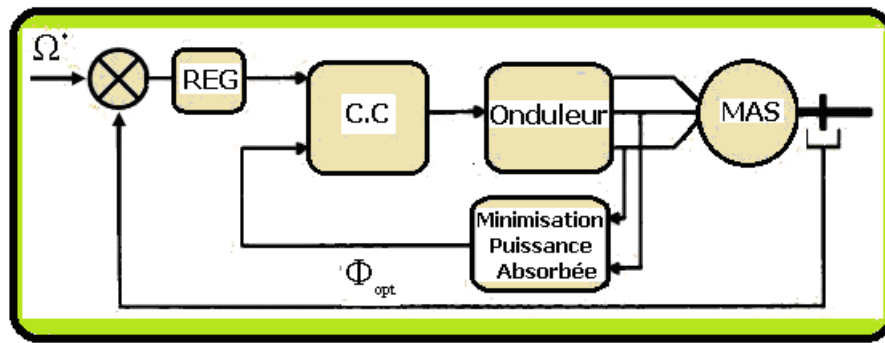 Ω*
REG
C.C
Onduleur
MAS
Minimisation
Puissance
Absorbée
Φopt